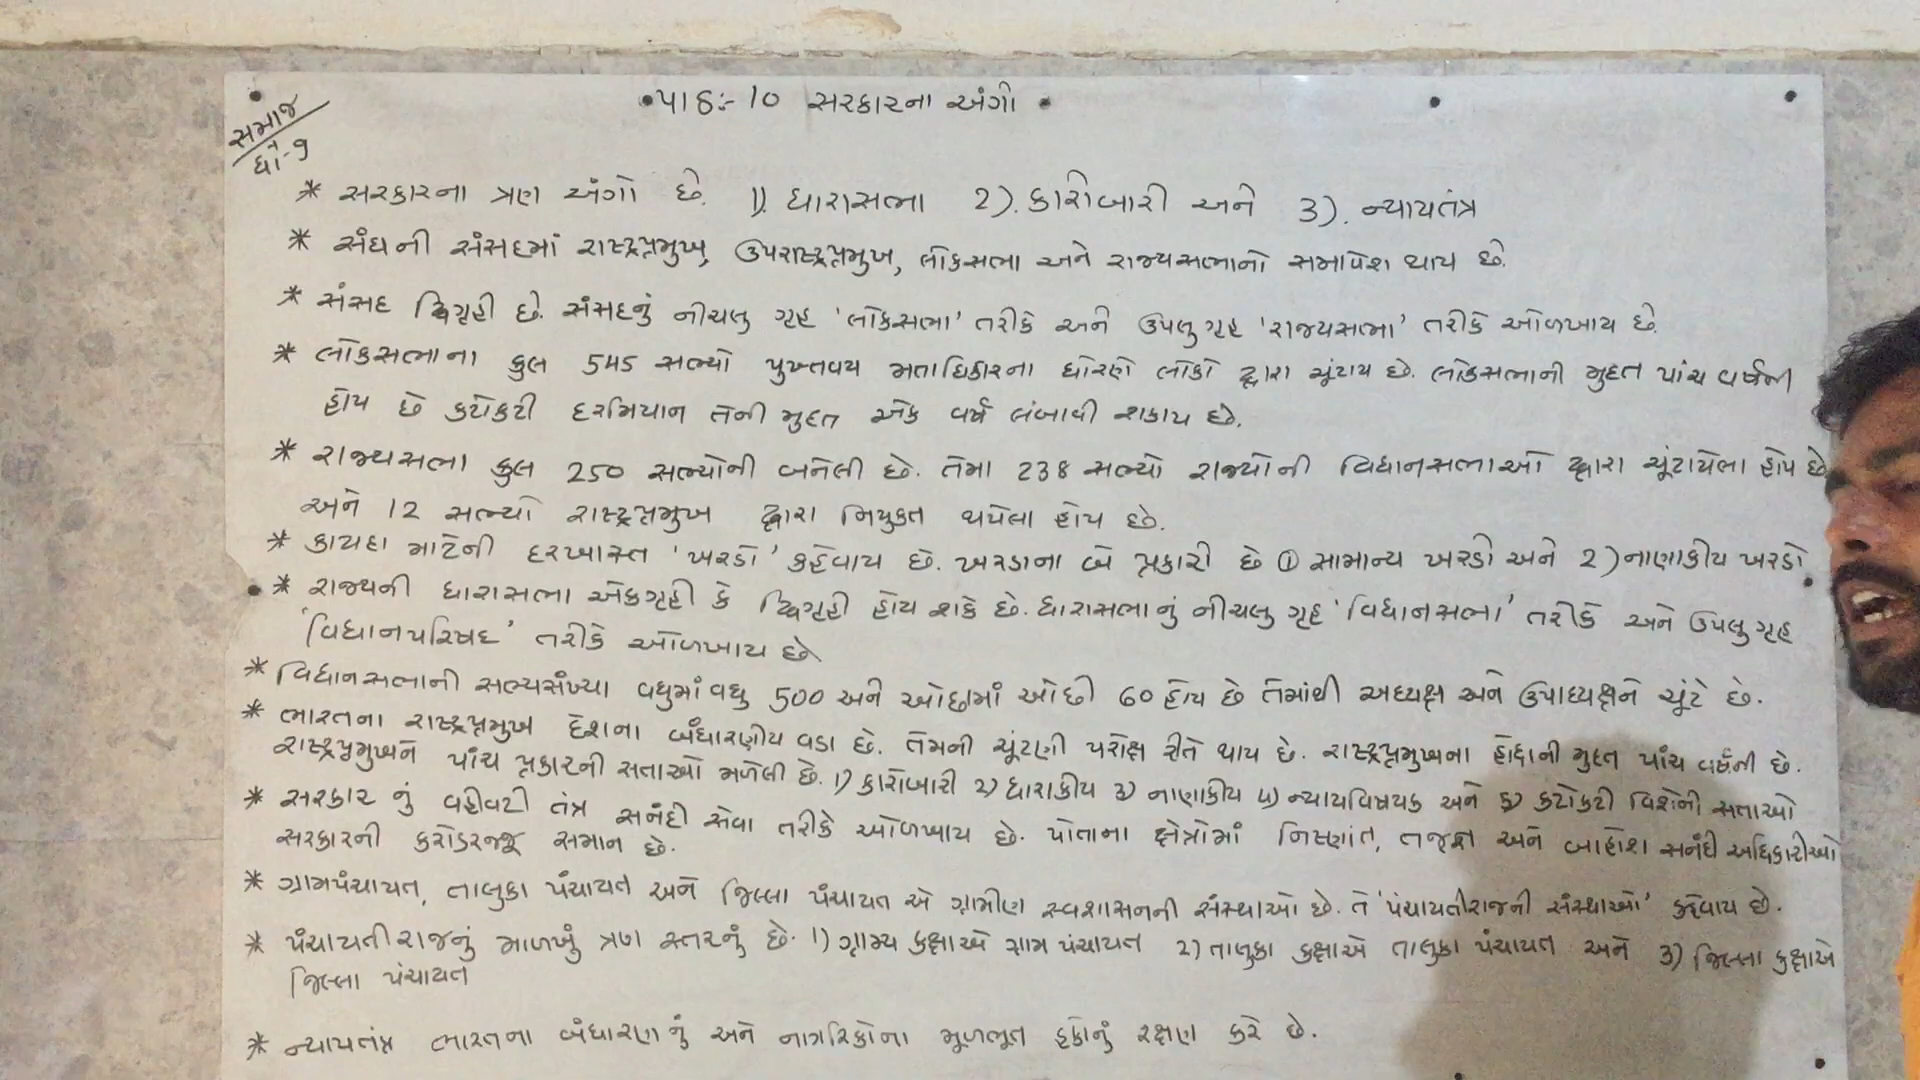 સમાજ
ધો-9
પાઠ:- 10 સરકારના અંગો
* સરકારના ત્રણ અંગો છે. 1). ધારાસભા 2). કારોબારી અને 3). ન્યાયતંત્ર
* સંઘની સંસદમાં રાષ્ટ્રપ્રમુખ, ઉપરાષ્ટ્રપ્રમુખ, લોકસભા અને રાજ્યસભાનો સમાવેશ થાય છે.
* સંસદ દ્વિગૃહી છે. સંસદનું નીચલુ ગૃહ 'લોકસભા' તરીકે અને ઉપલુ ગૃહ 'રાજ્યસભા' તરીકે ઓળખાય છે.
* લોકસભાના કુલ 545 સભ્યો પુખ્તવય મતાધિકારના ધોરણે લોકો દ્વારા ચૂંટાય છે. લોકસભાની મુદત પાંચ વર્ષની
હોય છે કટોકટી દરમિયાન તેની મુદત એક વર્ષ લંબાવી શકાય છે.
* રાજ્યસભા કુલ 250 સભ્યોની બનેલી છે. તેમા 238 સભ્યો રાજ્યોની વિધાનસભાઓ દ્વારા ચૂંટાયેલા હોય છે
અને 12 સભ્યો રાષ્ટ્રપ્રમુખ દ્વારા નિયુકત થયેલા હોય છે.
* કાયદા માટેની દરખાસ્ત 'ખરડો' કહેવાય છે. ખરડાના બે પ્રકારો છે ① સામાન્ય ખરડો અને 2) નાણાકીય ખરડો
* રાજ્યની ધારાસભા એકગૃહી કે દ્વિગૃહી હોય શકે છે. ધારાસભાનું નીચલુ ગૃહ 'વિધાનસભા' તરીકે અને ઉપલુ ગૃહ
'વિધાનપરિષદ' તરીકે ઓળખાય છે
* વિધાનસભાની સભ્યસંખ્યા વધુમાં વધુ 500 અને ઓછામાં ઓછી 60 હોય છે તેમાંથી અધ્યક્ષ અને ઉપાધ્યક્ષને ચૂંટે છે.
* ભારતના રાષ્ટ્રપ્રમુખ દેશના બંધારણીય વડા છે. તેમની ચૂંટણી પરોક્ષ રીતે થાય છે. રાષ્ટ્રપ્રમુખના હોદ્દાની મુદત પાંચ વર્ષની છે.
રાષ્ટ્રપ્રમુખને પાંચ પ્રકારની સતાઓ મળેલી છે. 1) કારોબારી 2) ધારાકીય 3) નાણાકીય 4) ન્યાયવિષયક અને 5) કટોકટી વિશેની સતાઓ
* સરકાર નું વહીવટી તંત્ર સનંદી સેવા તરીકે ઓળખાય છે. પોતાના ક્ષેત્રોમાં નિષ્ણાંત, તજજ્ઞ અને બાહોશ સનંદી અધિકારીઓ
સરકારની કરોડરજ્જૂ સમાન છે.
* ગ્રામપંચાયત, તાલુકા પંચાયત અને જિલ્લા પંચાયત એ ગ્રામીણ સ્વશાસનની સંસ્થાઓ છે. તે 'પંચાયતીરાજની સંસ્થાઓ' કહેવાય છે.
* પંચાયતીરાજનું માળખું ત્રણ સ્તરનું છે. 1) ગ્રામ્ય કક્ષાએ ગ્રામ પંચાયત 2) તાલુકા કક્ષાએ તાલુકા પંચાયત અને 3) જિલ્લા કક્ષાએ
જિલ્લા પંચાયત
* ન્યાયતંત્ર ભારતના બંધારણનું અને નાગરિકોના મૂળભૂત હકોનું રક્ષણ કરે છે.